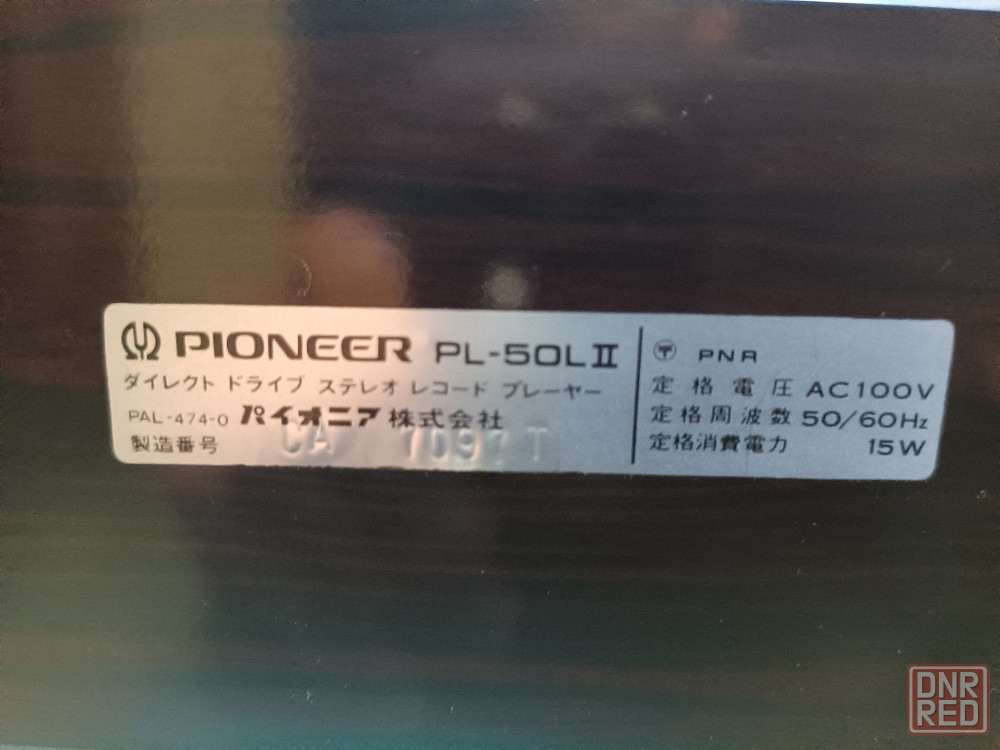 PIONEER PL-50LII
ダイレクト ドライブ ステレオ レコード プレーヤー
PAL-474-0 パイオニア株式会社
製造番号 CA 7097 T
〒 PNR
定格電圧 AC100V
定格周波数 50/60Hz
定格消費電力 15W
DNR
RED